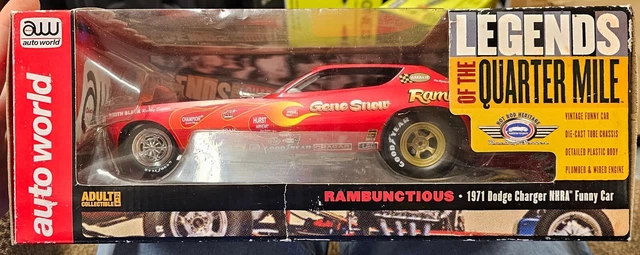 aw
auto world
auto world
LEGENDS
OF THE
QUARTER MILE
HOT ROD HERITAGE
VINTAGE FUNNY CAR
DIE-CAST TUBE CHASSIS
DETAILED PLASTIC BODY
PLUMBED & WIRED ENGINE
Gene Snow
Ram
CHAMPION
HURST
GOODYEAR
ADULT
COLLECTIBLE
RAMBUNCTIOUS • 1971 Dodge Charger NHRA® Funny Car